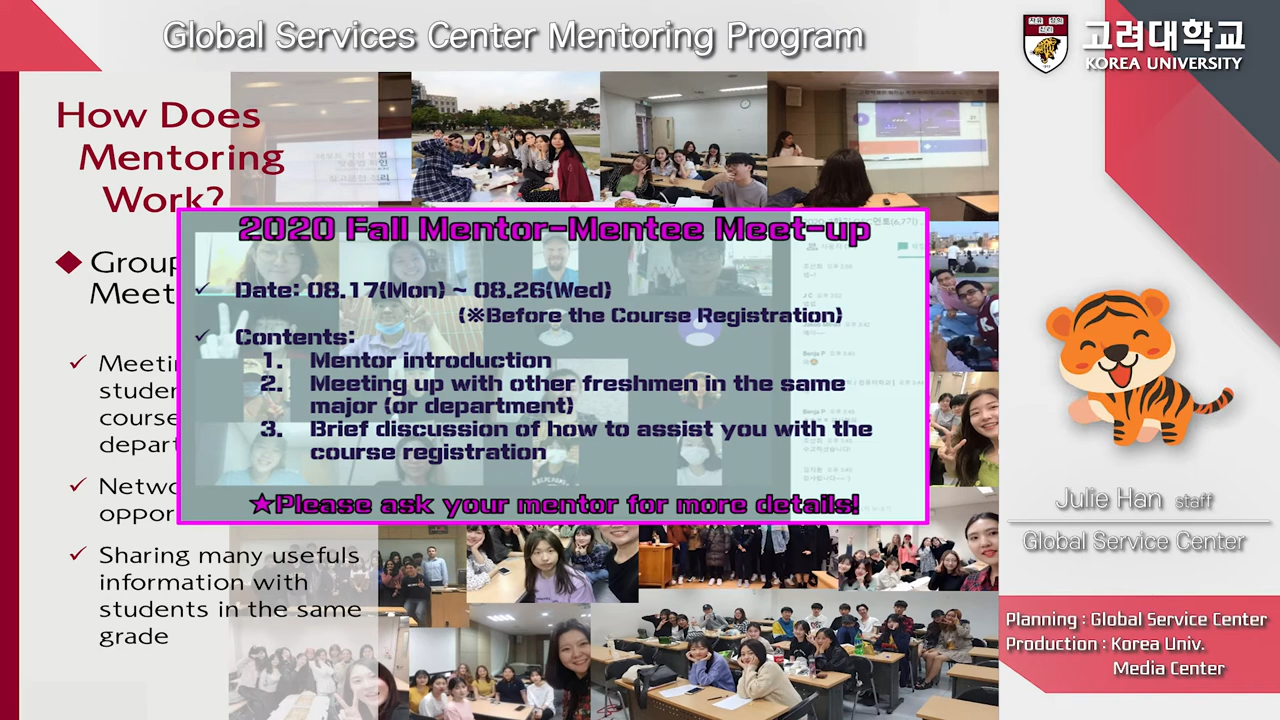 Global Services Center Mentoring Program
고려대학교
KOREA UNIVERSITY
How Does
Mentoring
Work?
Group
Meet
Meetin
studen
course
depart
Netwo
oppor
Sharing many usefuls
information with
students in the same
grade
2020 Fall Mentor-Mentee Meet-up
✓ Date: 08.17(Mon) ~ 08.26(Wed)
(※Before the Course Registration)
✓ Contents:
1. Mentor introduction
2. Meeting up with other freshmen in the same
major (or department)
3. Brief discussion of how to assist you with the
course registration
★Please ask your mentor for more details!
Julie Han staff
Global Service Center
Planning : Global Service Center
Production : Korea Univ.
Media Center